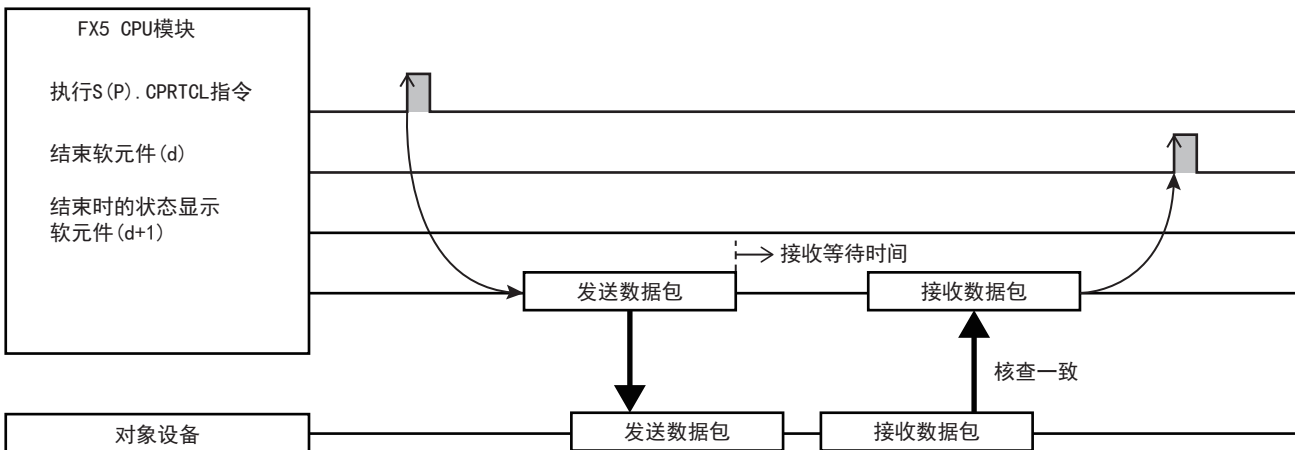 FX5 CPU模块
执行S(P).CPRTCL指令
结束软元件(d)
结束时的状态显示
软元件(d+1)
接收等待时间
发送数据包
接收数据包
核查一致
对象设备
发送数据包
接收数据包